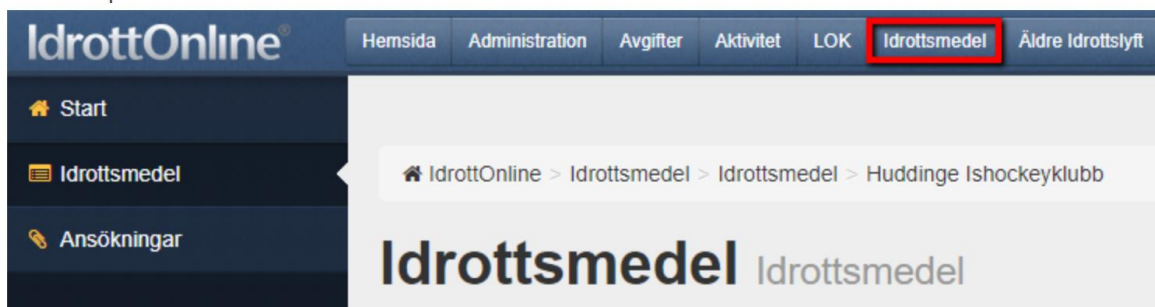 IdrottOnline®
Hemsida Administration Avgifter Aktivitet LOK Idrottsmedel Äldre Idrottslyft
Start
Idrottsmedel
Ansökningar
IdrottOnline > Idrottsmedel > Idrottsmedel > Huddinge Ishockeyklubb
Idrottsmedel Idrottsmedel